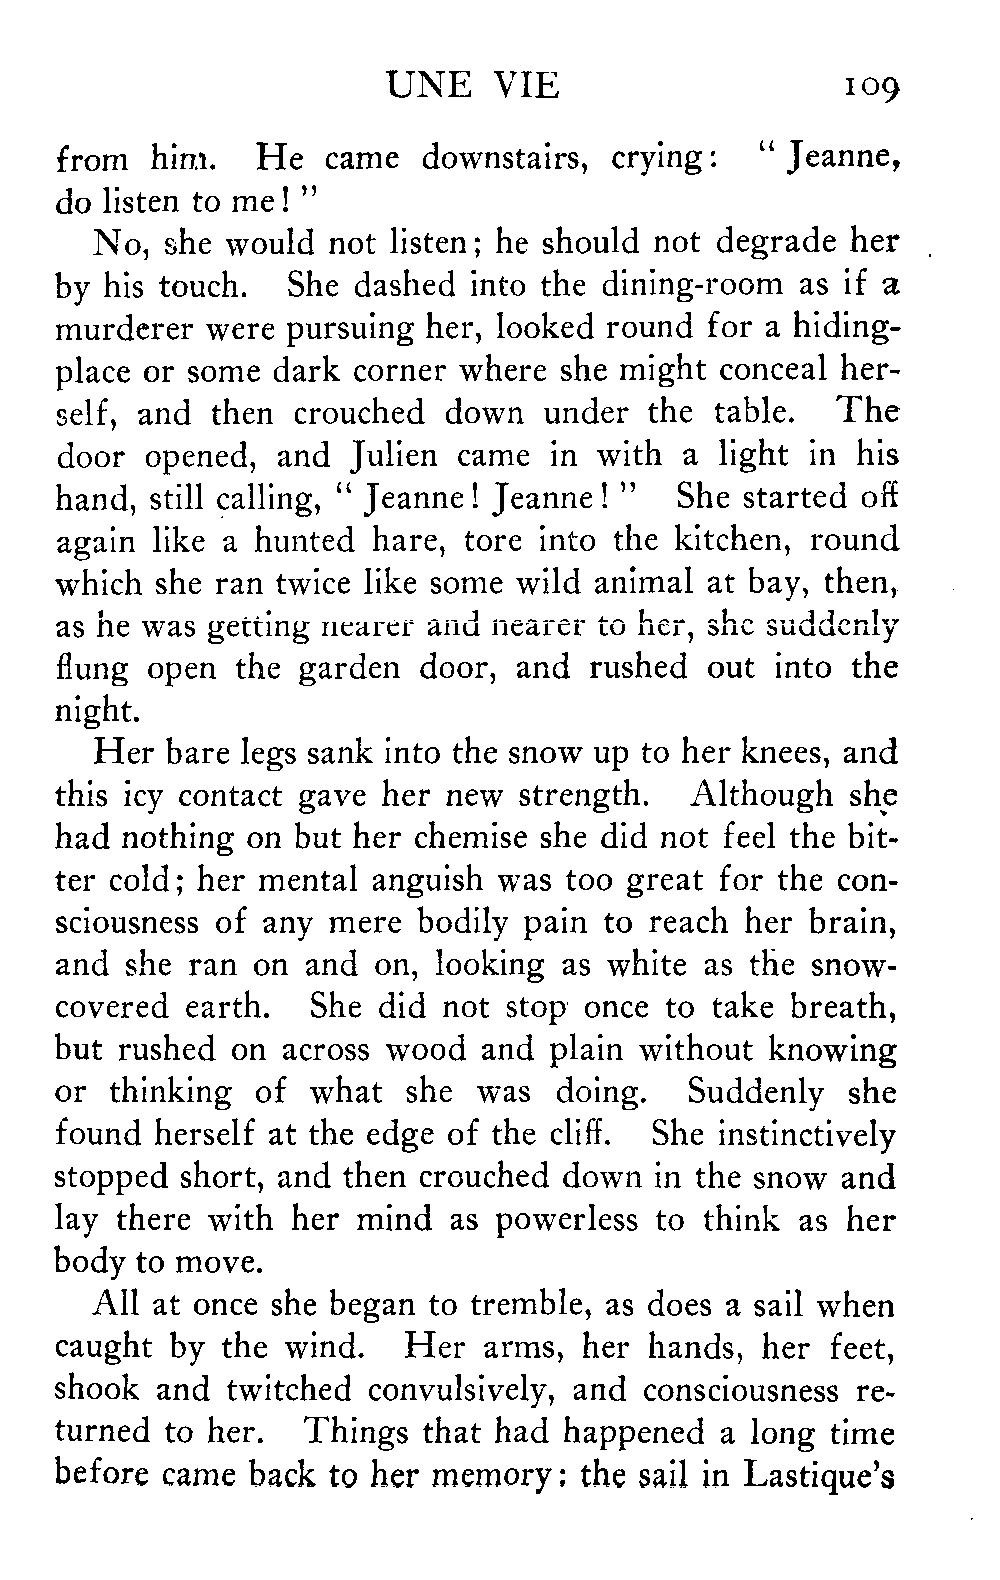 UNE VIE 109
from him. He came downstairs, crying: “ Jeanne,
do listen to me! ”
No, she would not listen; he should not degrade her
by his touch. She dashed into the dining-room as if a
murderer were pursuing her, looked round for a hiding-
place or some dark corner where she might conceal her-
self, and then crouched down under the table. The
door opened, and Julien came in with a light in his
hand, still calling, “ Jeanne! Jeanne! ” She started off
again like a hunted hare, tore into the kitchen, round
which she ran twice like some wild animal at bay, then,
as he was getting nearer and nearer to her, she suddenly
flung open the garden door, and rushed out into the
night.
Her bare legs sank into the snow up to her knees, and
this icy contact gave her new strength. Although she
had nothing on but her chemise she did not feel the bit-
ter cold; her mental anguish was too great for the con-
sciousness of any mere bodily pain to reach her brain,
and she ran on and on, looking as white as the snow-
covered earth. She did not stop once to take breath,
but rushed on across wood and plain without knowing
or thinking of what she was doing. Suddenly she
found herself at the edge of the cliff. She instinctively
stopped short, and then crouched down in the snow and
lay there with her mind as powerless to think as her
body to move.
All at once she began to tremble, as does a sail when
caught by the wind. Her arms, her hands, her feet,
shook and twitched convulsively, and consciousness re-
turned to her. Things that had happened a long time
before came back to her memory; the sail in Lastique’s